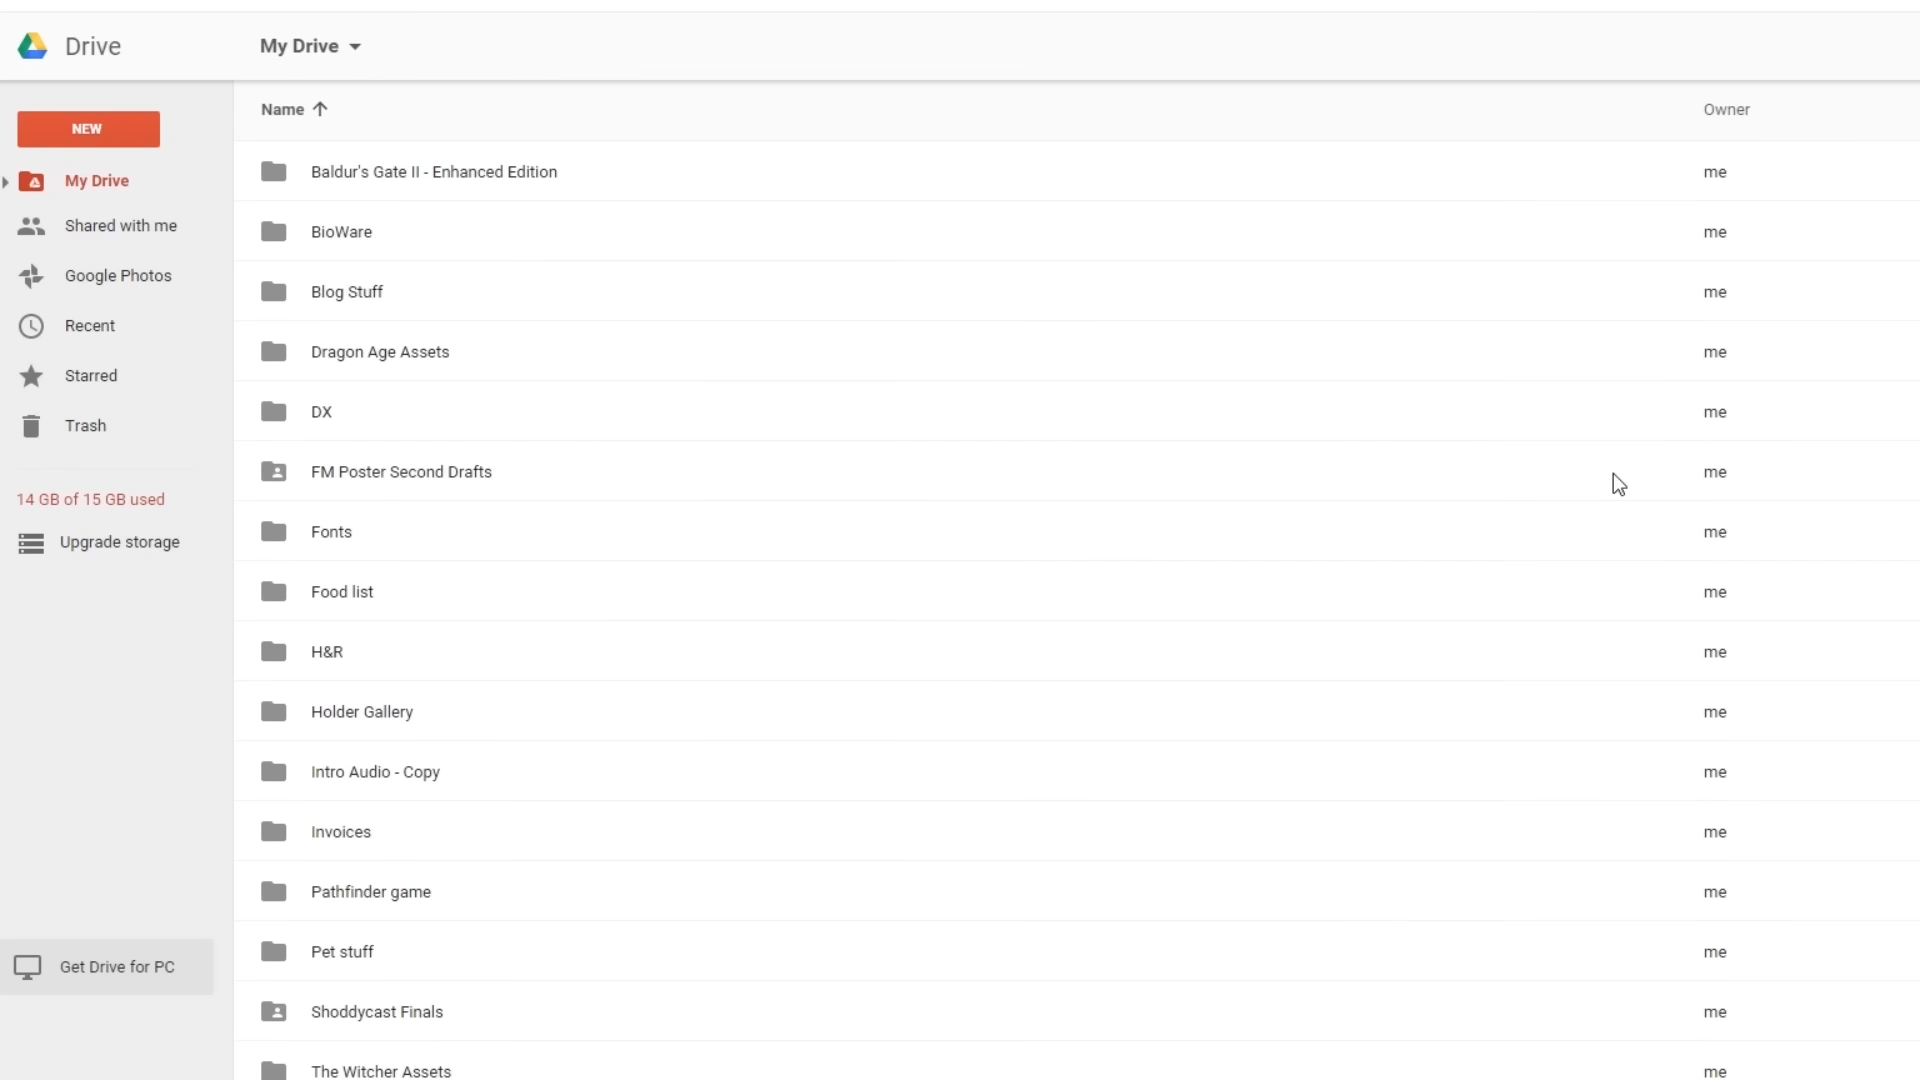 Drive
My Drive
Name
Owner
NEW
My Drive
Shared with me
Google Photos
Recent
Starred
Trash
14 GB of 15 GB used
Upgrade storage
Get Drive for PC
Baldur's Gate II - Enhanced Edition me
BioWare me
Blog Stuff me
Dragon Age Assets me
DX me
FM Poster Second Drafts me
Fonts me
Food list me
H&R me
Holder Gallery me
Intro Audio - Copy me
Invoices me
Pathfinder game me
Pet stuff me
Shoddycast Finals me
The Witcher Assets me